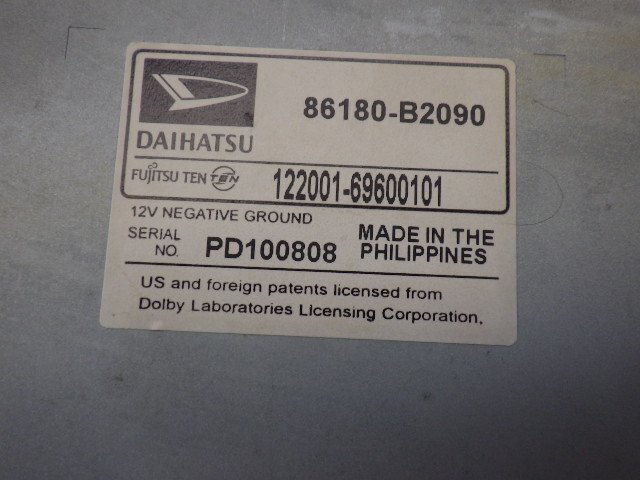 86180-B2090
DAIHATSU
FUJITSU TEN TEN 122001-69600101
12V NEGATIVE GROUND
SERIAL NO. PD100808
MADE IN THE PHILIPPINES
US and foreign patents licensed from
Dolby Laboratories Licensing Corporation.